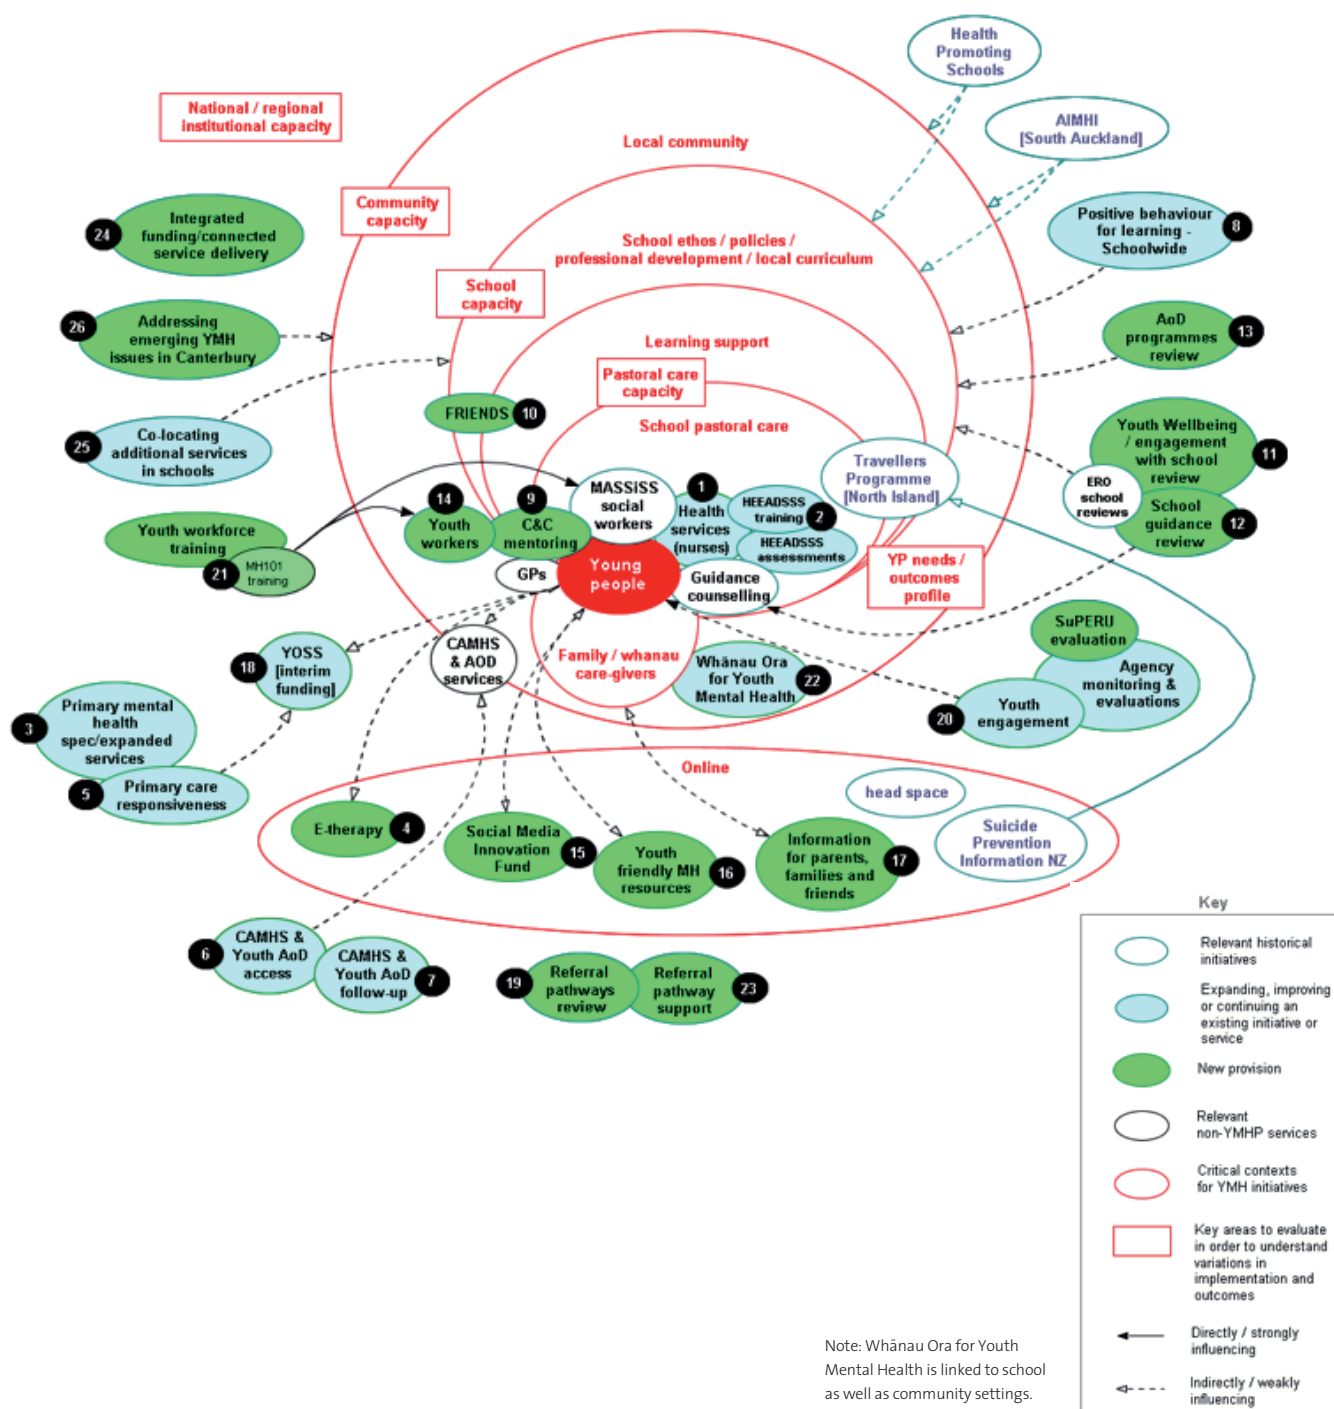 Health
Promoting
Schools
AIMHI
[South Auckland]
National / regional
institutional capacity
Local community
Community
capacity
24
Integrated
funding/connected
service delivery
School ethos / policies /
professional development / local curriculum
Positive behaviour
for learning -
Schoolwide
8
School
capacity
26
Addressing
emerging YMH
issues in Canterbury
AoD
programmes
review
13
Learning support
Pastoral care
capacity
FRIENDS
10
School pastoral care
25
Co-locating
additional services
in schools
Youth Wellbeing
/ engagement
with school
review
11
Travellers
Programme
[North Island]
ERO
school
reviews
School
guidance
review
12
MASSiSS
social
workers
1
Health
services
(nurses)
HEEADSSS
training
2
HEEADSSS
assessments
14
Youth
workers
9
C&C
mentoring
Youth workforce
training
21
MH101
training
GPs
Young
people
Guidance
counselling
YP needs /
outcomes
profile
SuPERU
evaluation
Agency
monitoring &
evaluations
20
Youth
engagement
CAMHS
& AOD
services
Family / whanau
care-givers
Whānau Ora
for Youth
Mental Health
22
18
YOSS
[interim
funding]
3
Primary mental
health
spec/expanded
services
5
Primary care
responsiveness
Online
head space
E-therapy
4
Social Media
Innovation
Fund
15
Youth
friendly MH
resources
16
Information
for parents,
families and
friends
17
Suicide
Prevention
Information NZ
6
CAMHS &
Youth AoD
access
CAMHS &
Youth AoD
follow-up
7
19
Referral
pathways
review
Referral
pathway
support
23
Key
Relevant historical
initiatives
Expanding, improving
or continuing an
existing initiative or
service
New provision
Relevant
non-YMHP services
Critical contexts
for YMH initiatives
Key areas to evaluate
in order to understand
variations in
implementation and
outcomes
Directly / strongly
influencing
Indirectly / weakly
influencing
Note: Whānau Ora for Youth
Mental Health is linked to school
as well as community settings.